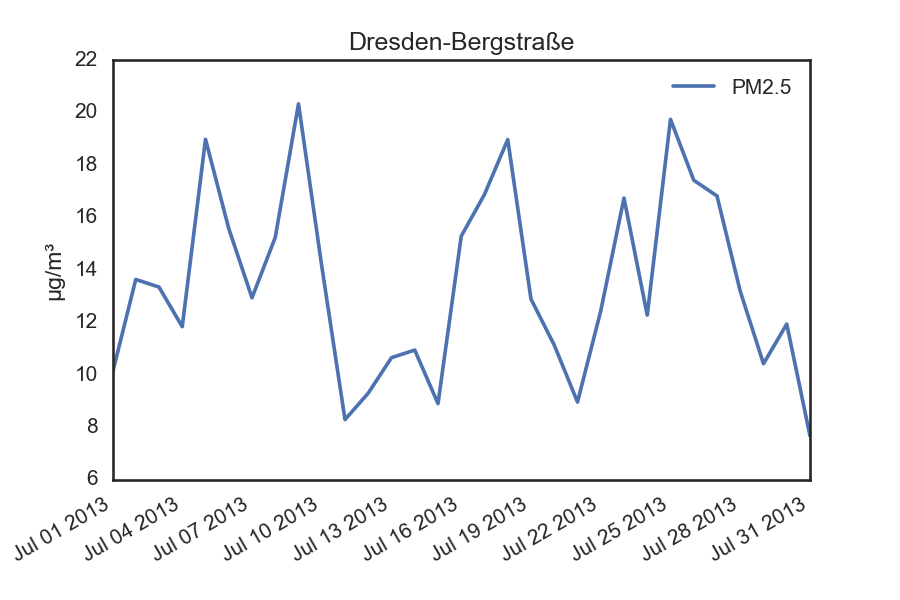 Dresden-Bergstraße
PM2.5
µg/m³
22
20
18
16
14
12
10
8
6
Jul 01 2013
Jul 04 2013
Jul 07 2013
Jul 10 2013
Jul 13 2013
Jul 16 2013
Jul 19 2013
Jul 22 2013
Jul 25 2013
Jul 28 2013
Jul 31 2013